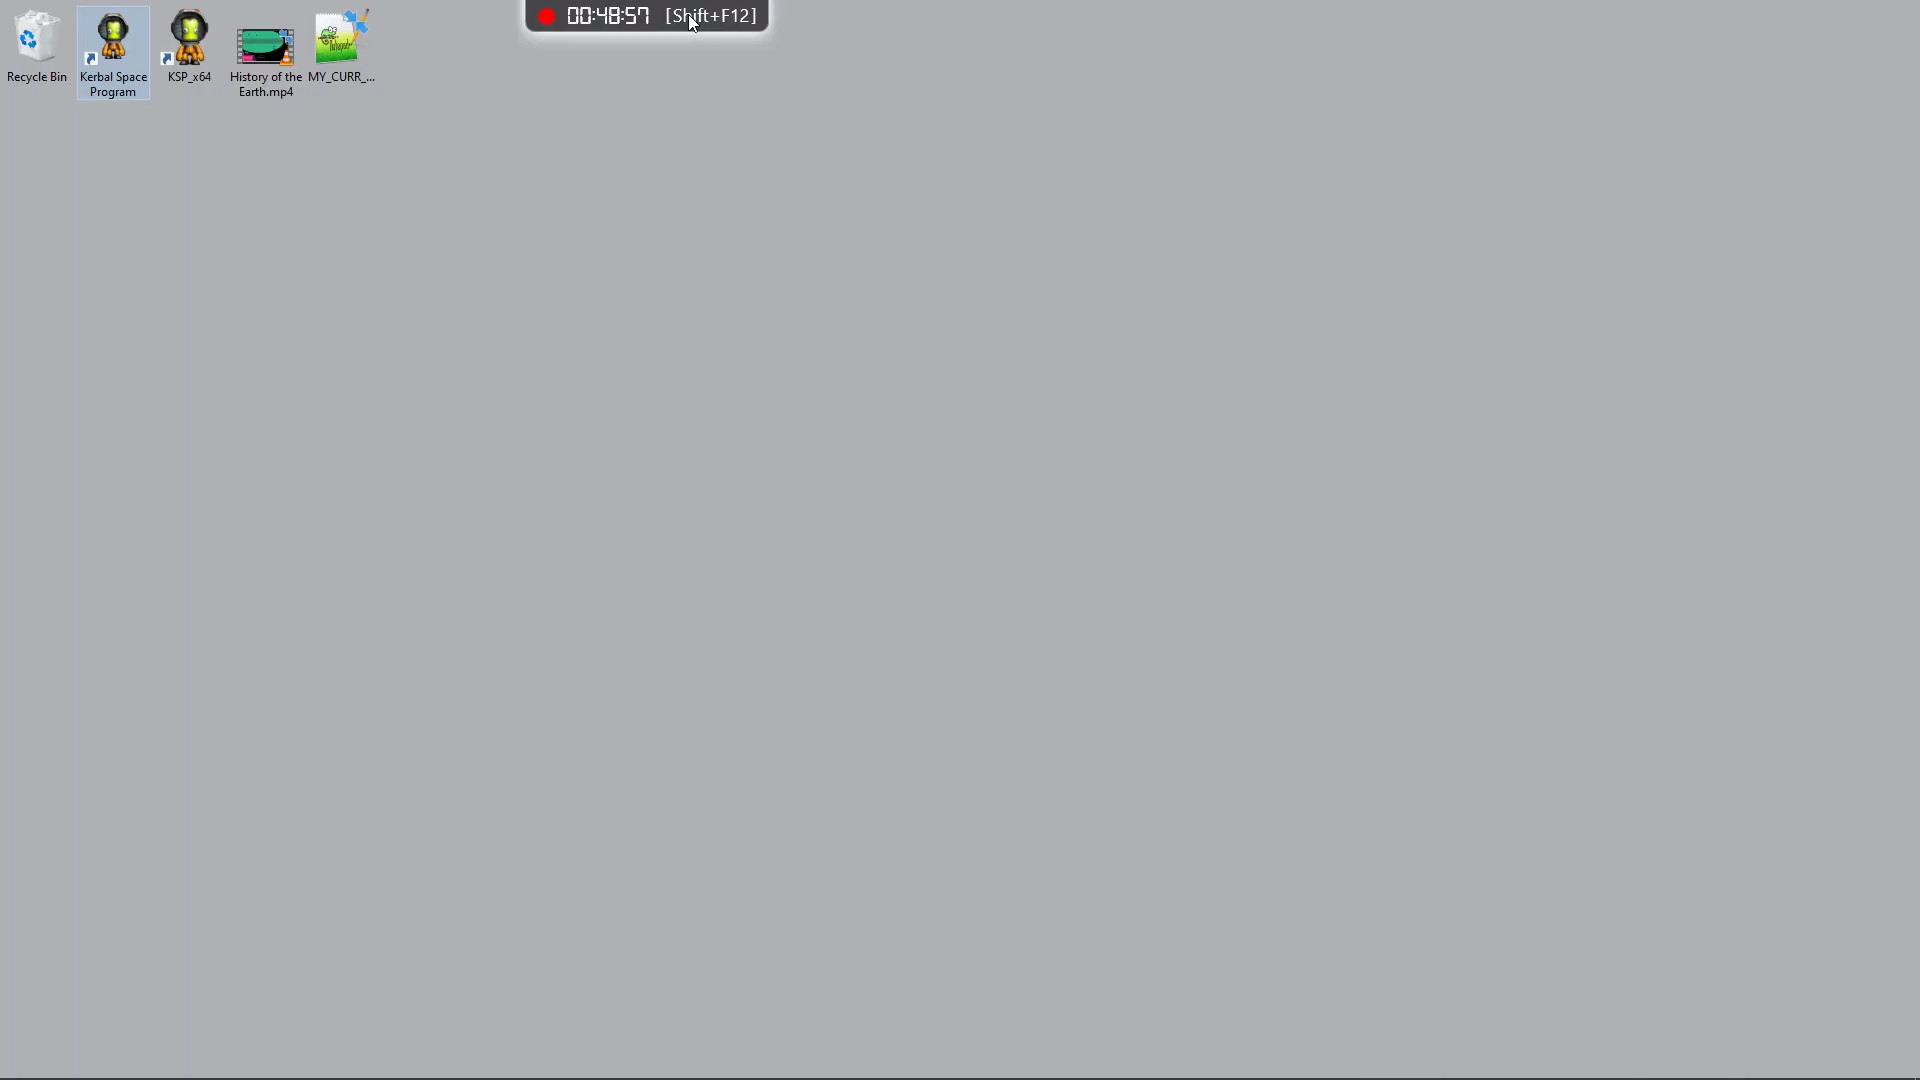 00:48:57 [Shift+F12]
Recycle Bin
Kerbal Space
Program
KSP_x64
History of the
Earth.mp4
MY_CURR_...